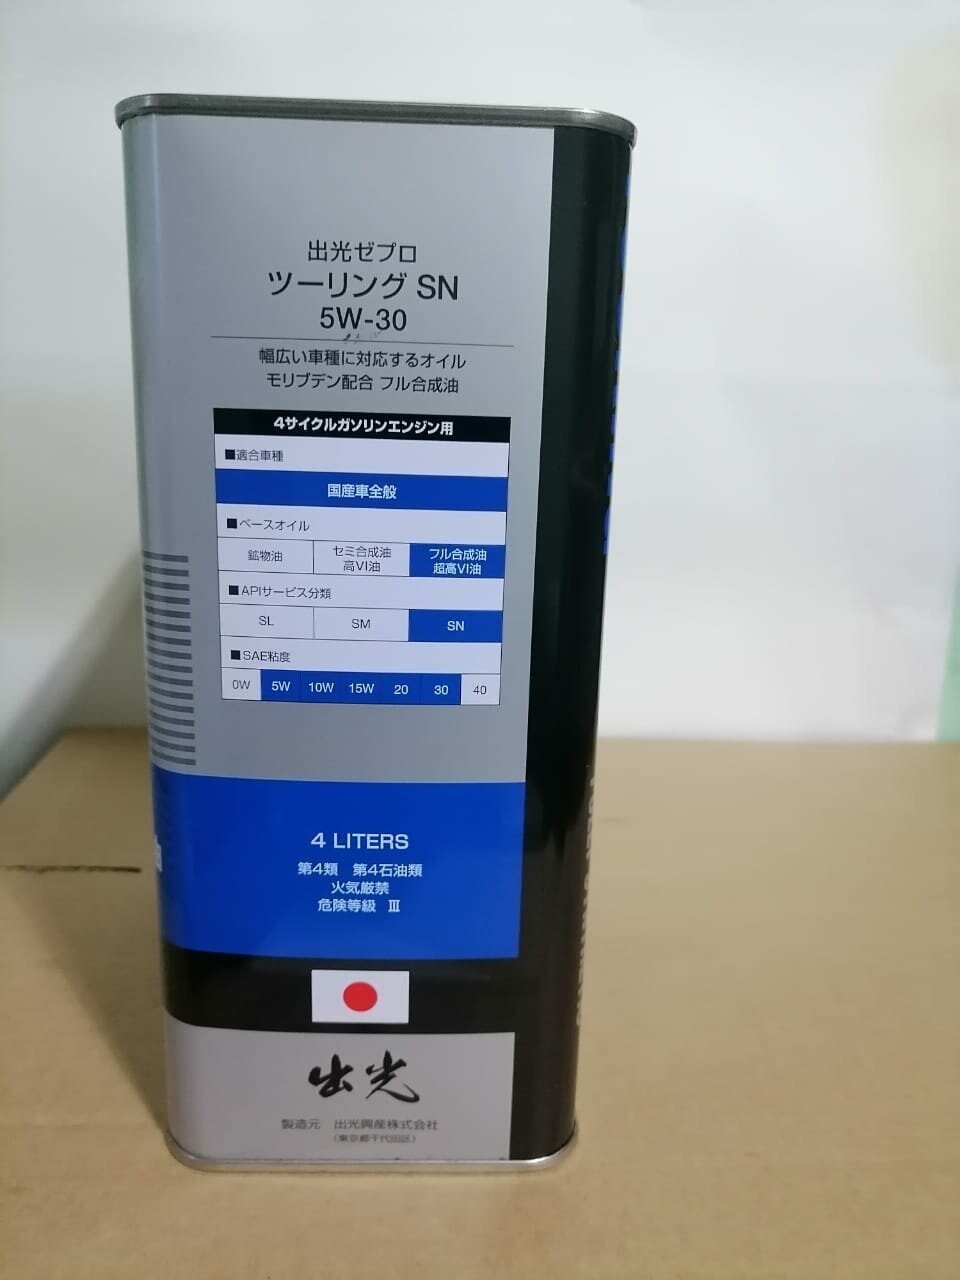 出光ゼプロ
ツーリング SN
5W-30
幅広い車種に対応するオイル
モリブデン配合 フル合成油
4サイクルガソリンエンジン用
■適合車種
国産車全般
■ベースオイル
鉱物油 セミ合成油 高VI油 フル合成油 超高VI油
■APIサービス分類
SL SM SN
■SAE粘度
0W 5W 10W 15W 20 30 40
4 LITERS
第4類 第4石油類
火気厳禁
危険等級 Ⅲ
出光
製造元 出光興産株式会社
(東京都千代田区)
油